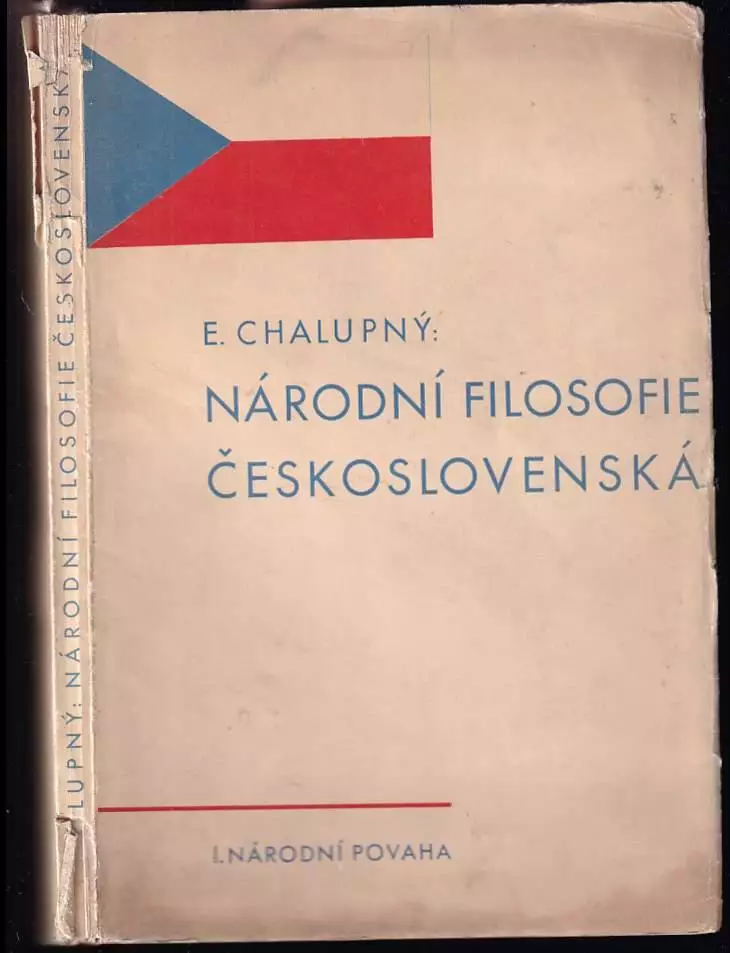 E. CHALUPNÝ:
NÁRODNÍ FILOSOFIE
ČESKOSLOVENSKÁ
I. NÁRODNÍ POVAHA
LUPNÝ: NÁRODNÍ FILOSOFIE ČESKOSLOVENSKÁ